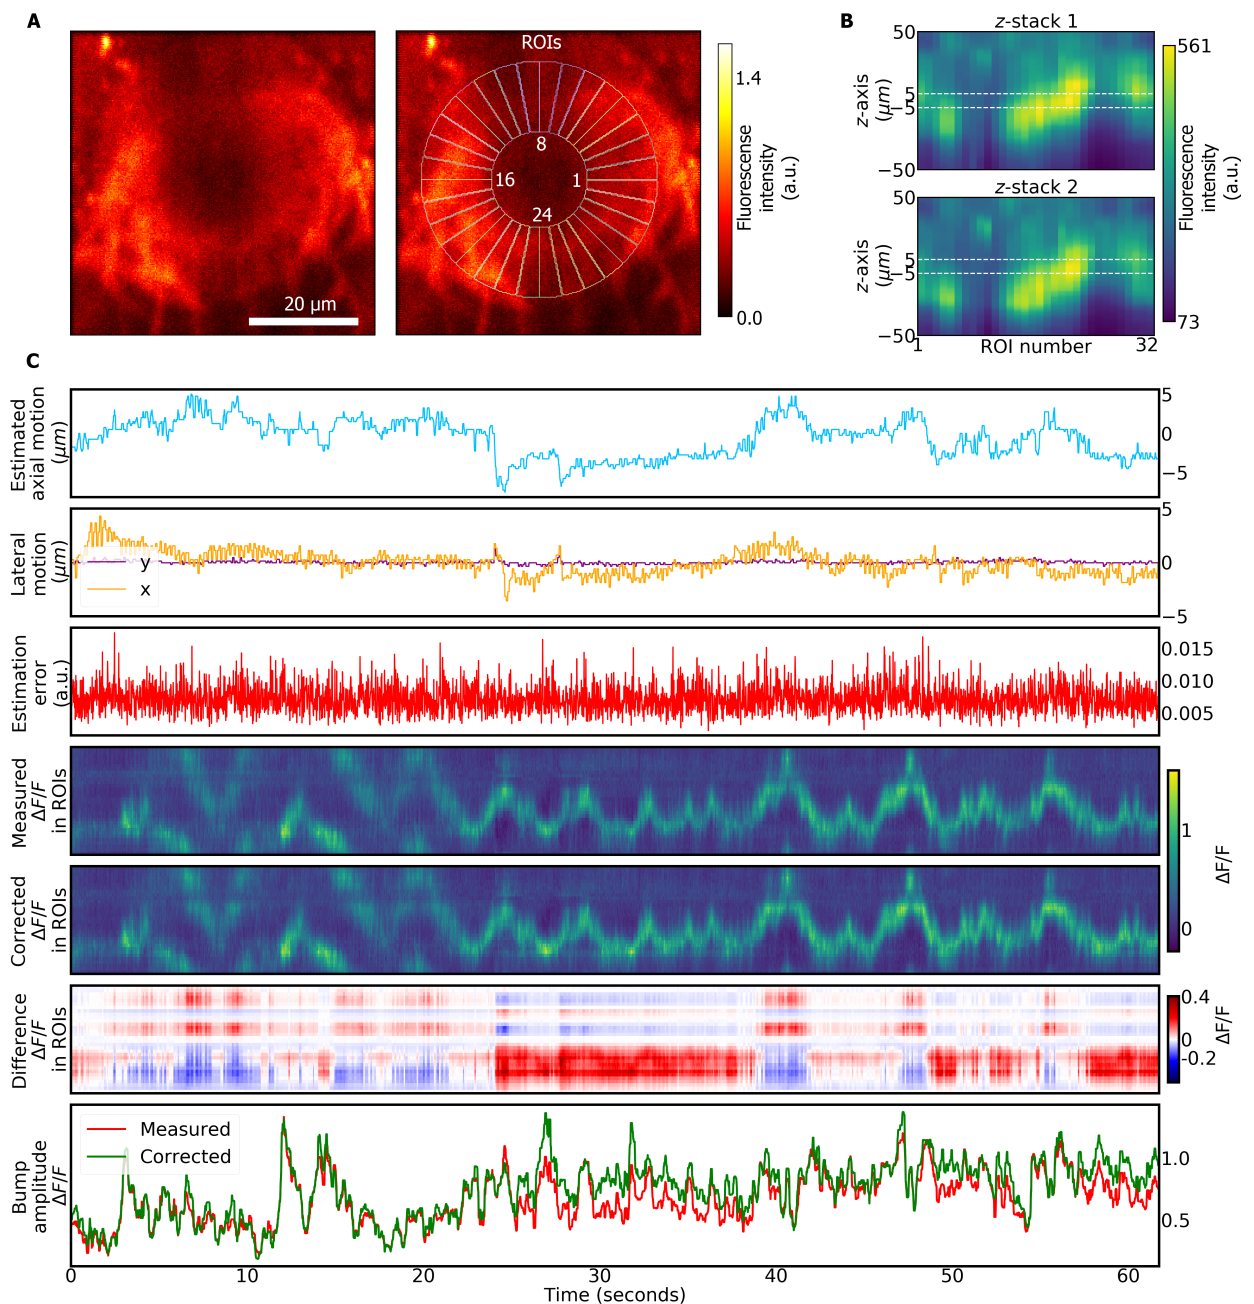 A
ROIs
8
16
1
24
20 µm
1.4
0.0
Fluorescense
intensity
(a.u.)
B
z-stack 1
50
5
−5
−50
z-axis
(µm)
z-stack 2
50
5
−5
−50
z-axis
(µm)
1
ROI number
32
561
73
Fluorescence
intensity
(a.u.)
C
Estimated
axial motion
(µm)
5
0
−5
Lateral
motion
(µm)
y
x
5
0
−5
Estimation
error
(a.u.)
0.015
0.010
0.005
Measured
ΔF/F
in ROIs
Corrected
ΔF/F
in ROIs
1
0
ΔF/F
Difference
ΔF/F
in ROIs
0.4
0
-0.2
ΔF/F
Bump
amplitude
ΔF/F
Measured
Corrected
1.0
0.5
0
10
20
30
40
50
60
Time (seconds)